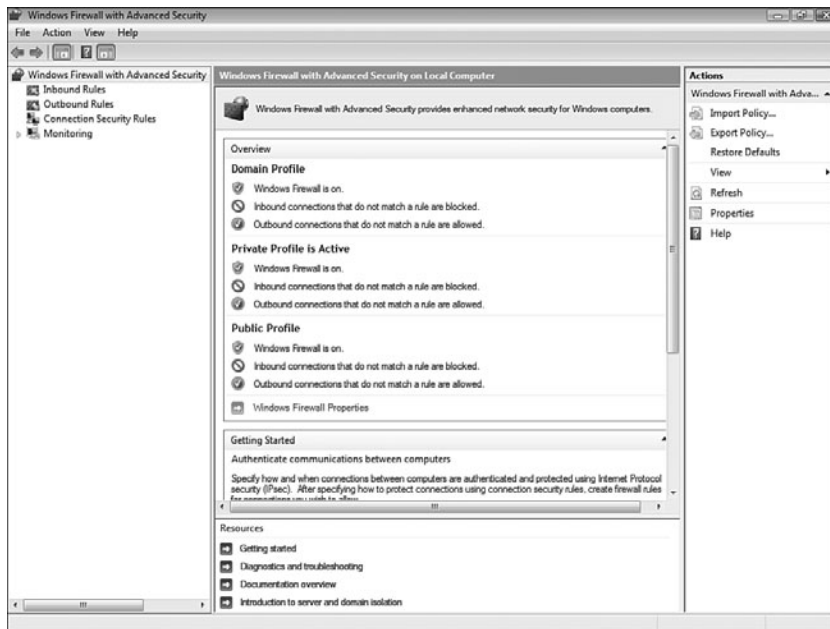 Windows Firewall with Advanced Security
File Action View Help
Windows Firewall with Advanced Security
Inbound Rules
Outbound Rules
Connection Security Rules
Monitoring
Windows Firewall with Advanced Security on Local Computer
Windows Firewall with Advanced Security provides enhanced network security for Windows computers.
Overview
Domain Profile
Windows Firewall is on.
Inbound connections that do not match a rule are blocked.
Outbound connections that do not match a rule are allowed.
Private Profile is Active
Windows Firewall is on.
Inbound connections that do not match a rule are blocked.
Outbound connections that do not match a rule are allowed.
Public Profile
Windows Firewall is on.
Inbound connections that do not match a rule are blocked.
Outbound connections that do not match a rule are allowed.
Windows Firewall Properties
Getting Started
Authenticate communications between computers
Specify how and when connections between computers are authenticated and protected using Internet Protocol
security (IPsec). After specifying how to protect connections using connection security rules, create firewall rules
for connections you wish to allow.
Resources
Getting started
Diagnostics and troubleshooting
Documentation overview
Introduction to server and domain isolation
Actions
Windows Firewall with Adva...
Import Policy...
Export Policy...
Restore Defaults
View
Refresh
Properties
Help